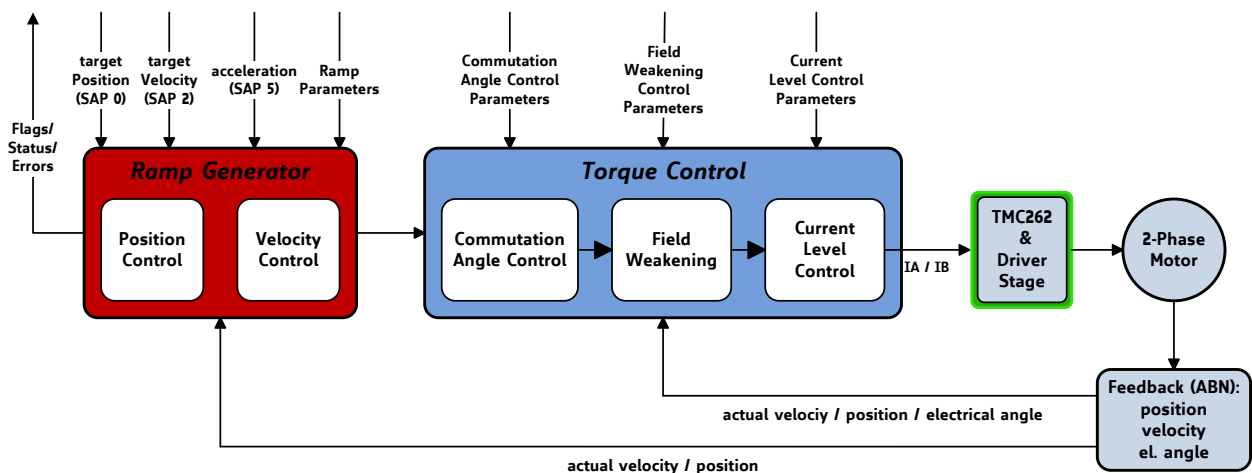 target
Position
(SAP 0)
target
Velocity
(SAP 2)
acceleration
(SAP 5)
Ramp
Parameters
Commutation
Angle Control
Parameters
Field
Weakening
Control
Parameters
Current
Level Control
Parameters
Flags/
Status/
Errors
Ramp Generator
Position
Control
Velocity
Control
Torque Control
Commutation
Angle Control
Field
Weakening
Current
Level
Control
IA / IB
TMC262
&
Driver
Stage
2-Phase
Motor
Feedback (ABN):
position
velocity
el. angle
actual velociy / position / electrical angle
actual velocity / position